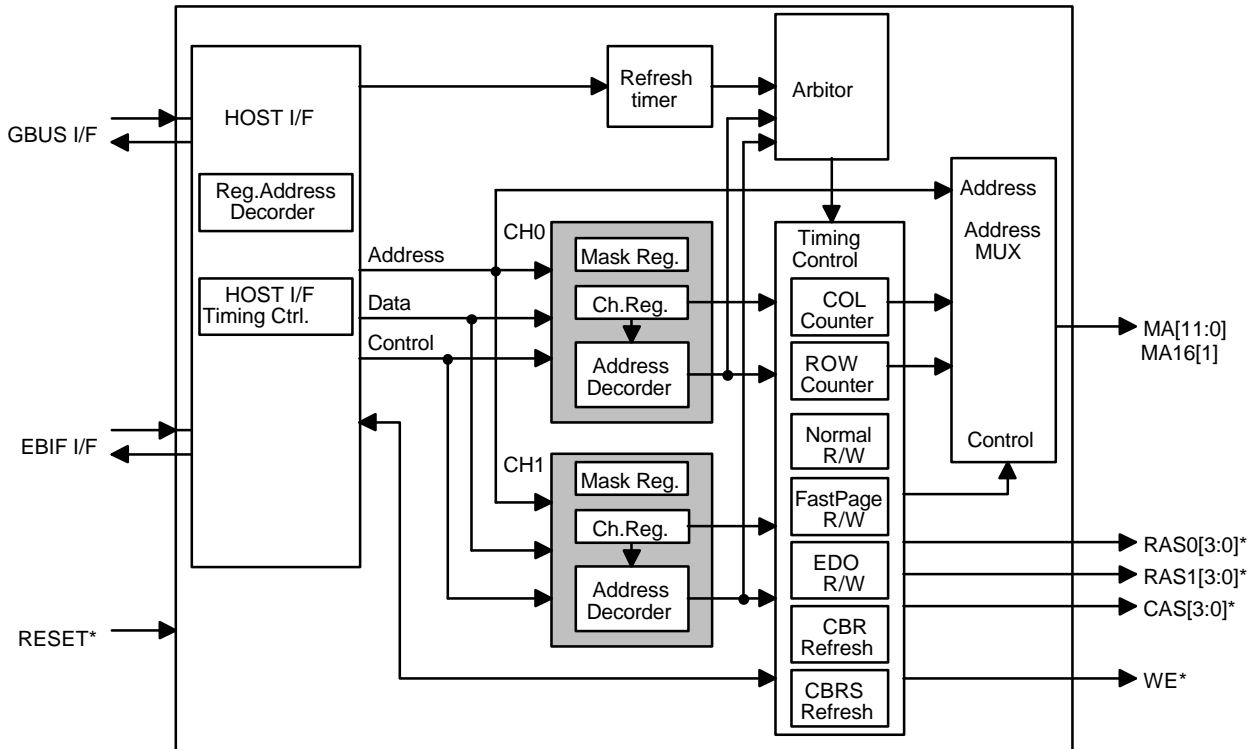 GBUS I/F
EBIF I/F
RESET*
HOST I/F
Reg.Address
Decorder
HOST I/F
Timing Ctrl.
Address
Data
Control
Refresh
timer
Arbitor
CH0
Mask Reg.
Ch.Reg.
Address
Decorder
CH1
Mask Reg.
Ch.Reg.
Address
Decorder
Timing
Control
COL
Counter
ROW
Counter
Normal
R/W
FastPage
R/W
EDO
R/W
CBR
Refresh
CBRS
Refresh
Address
Address
MUX
Control
MA[11:0]
MA16[1]
RAS0[3:0]*
RAS1[3:0]*
CAS[3:0]*
WE*